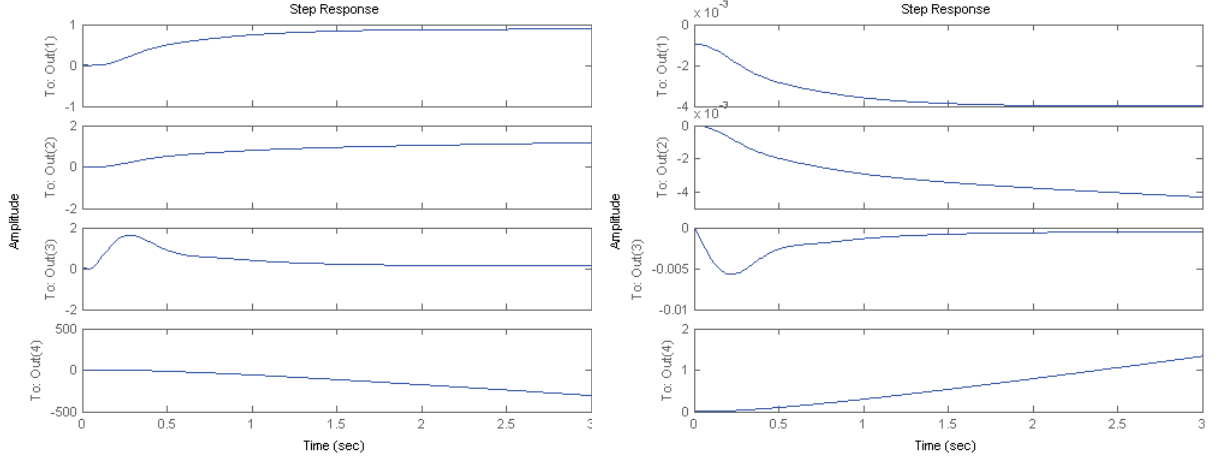 Step Response
Amplitude
To: Out(1)
1
0
-1
To: Out(2)
2
0
-2
To: Out(3)
2
0
-2
To: Out(4)
500
0
-500
0 0.5 1 1.5 2 2.5 3
Time (sec)
Step Response
Amplitude
x 10⁻³
To: Out(1)
0
-2
-4
x 10⁻³
To: Out(2)
0
-2
-4
To: Out(3)
0
-0.005
-0.01
To: Out(4)
2
1
0
0 0.5 1 1.5 2 2.5 3
Time (sec)